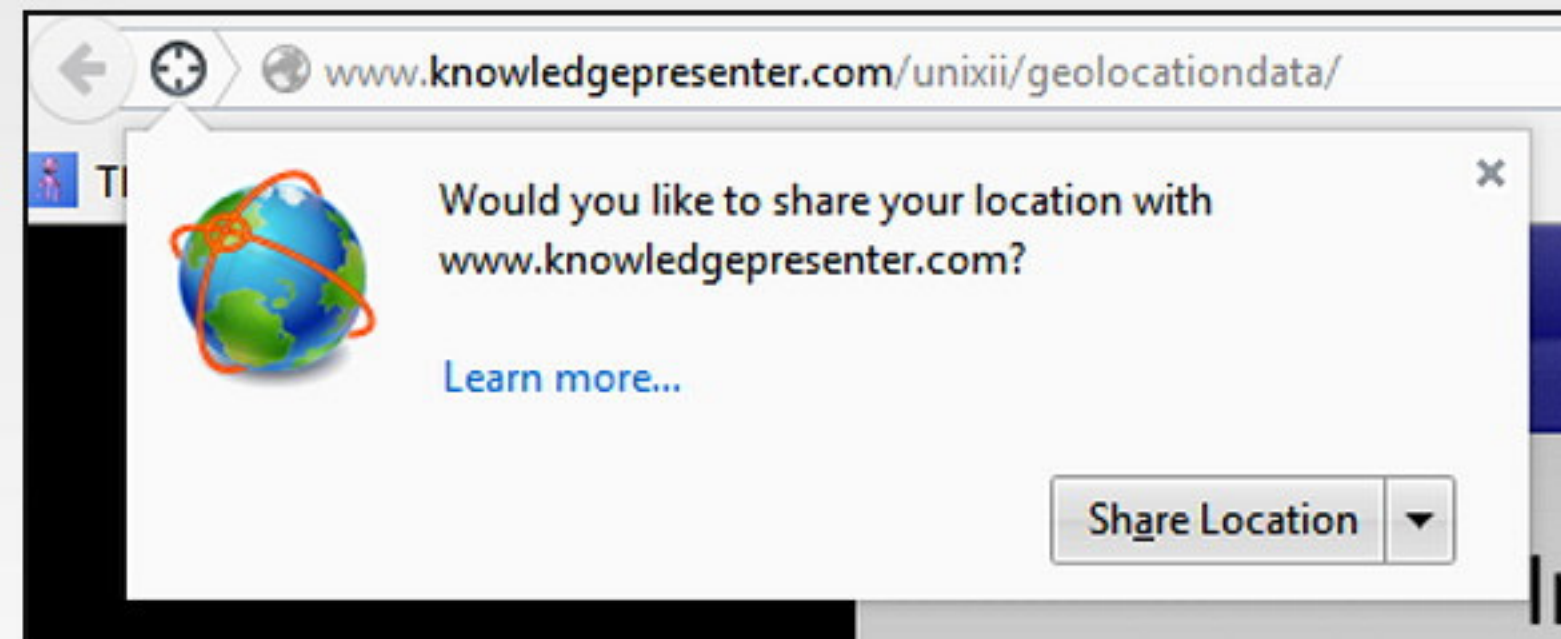 www.knowledgepresenter.com/unixii/geolocationdata/
Would you like to share your location with
www.knowledgepresenter.com?
Learn more...
Share Location